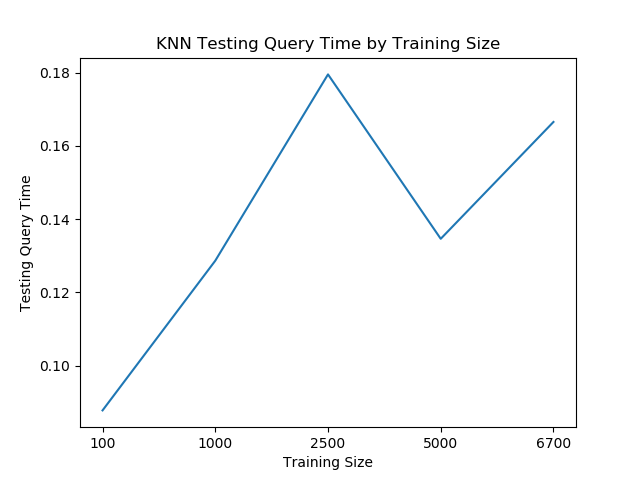 KNN Testing Query Time by Training Size
0.18
0.16
0.14
0.12
0.10
Testing Query Time
100 1000 2500 5000 6700
Training Size